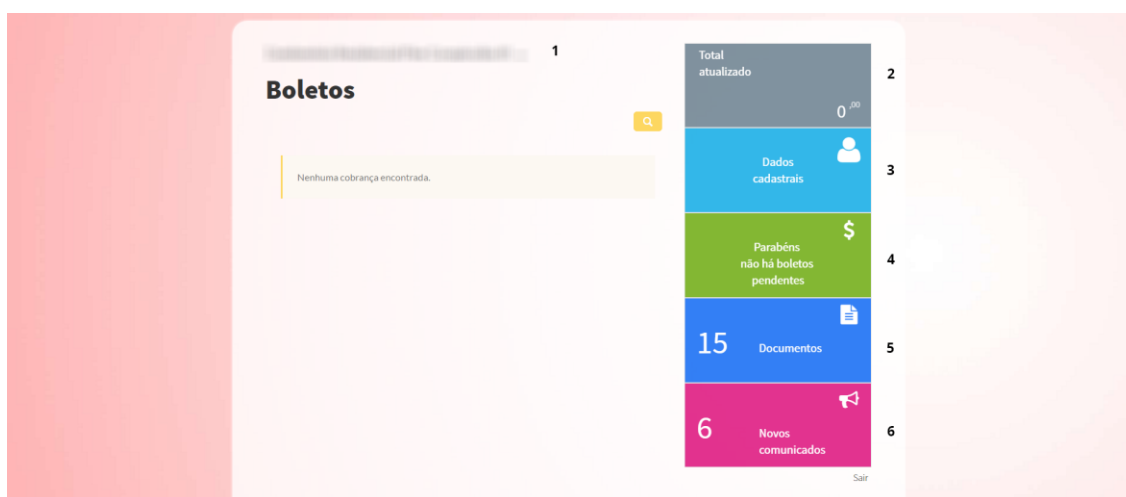 1
Boletos
Nenhuma cobrança encontrada.
Total
atualizado
0 ,00
2
Dados
cadastrais
3
$
Parabéns
não há boletos
pendentes
4
15 Documentos
5
6 Novos
comunicados
6
Sair